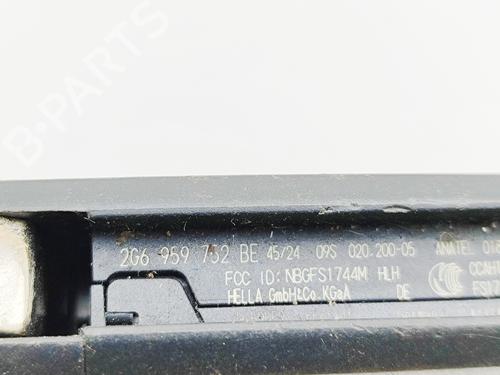 B-PARTS
2G6 959 752 BE 45/24 09S 020.200-05 ANATEL
FCC ID: NBGFS1744M HLH
HELLA GmbH&Co.KGaA DE